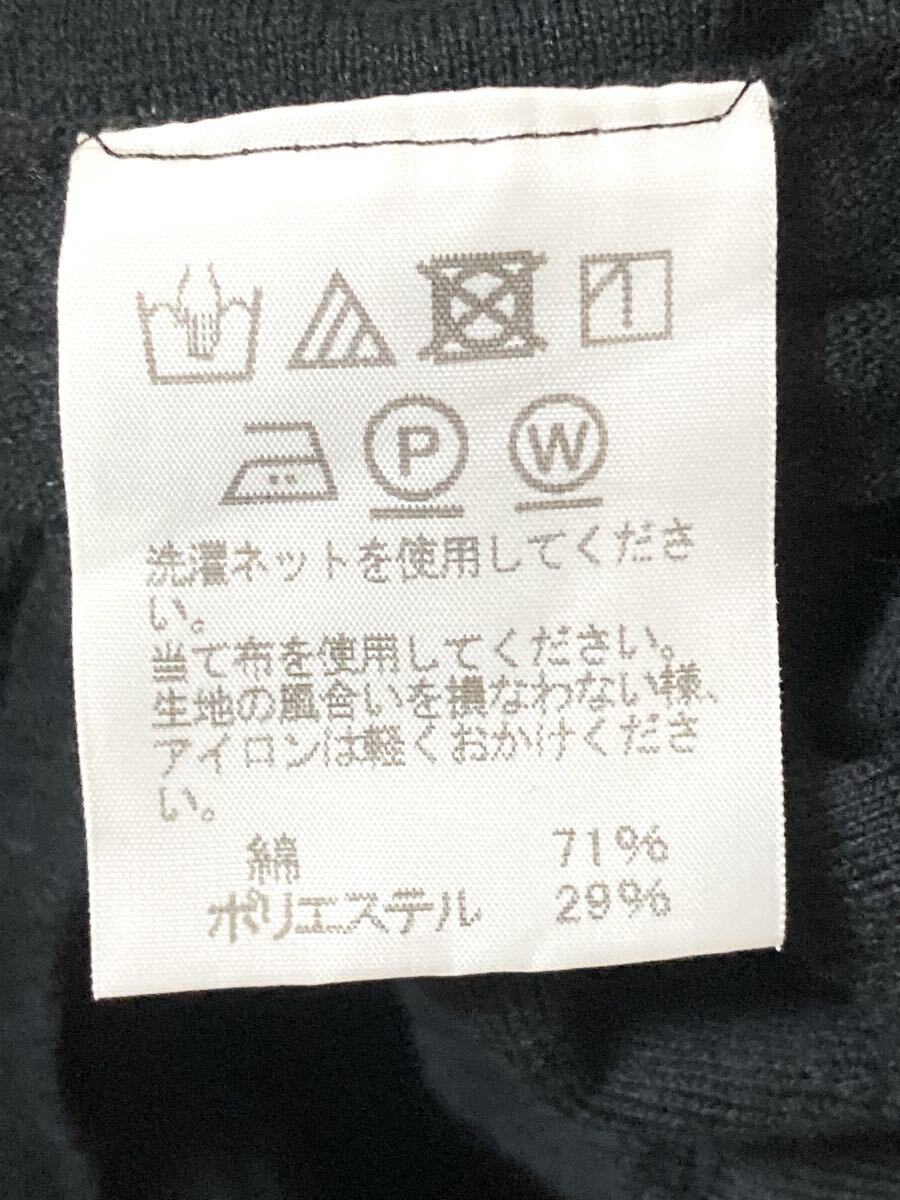 P W
洗濯ネットを使用してくださ
い。
当て布を使用してください。
生地の風合いを損なわない様、
アイロンは軽くおかけくださ
い。
綿 71%
ポリエステル 29%